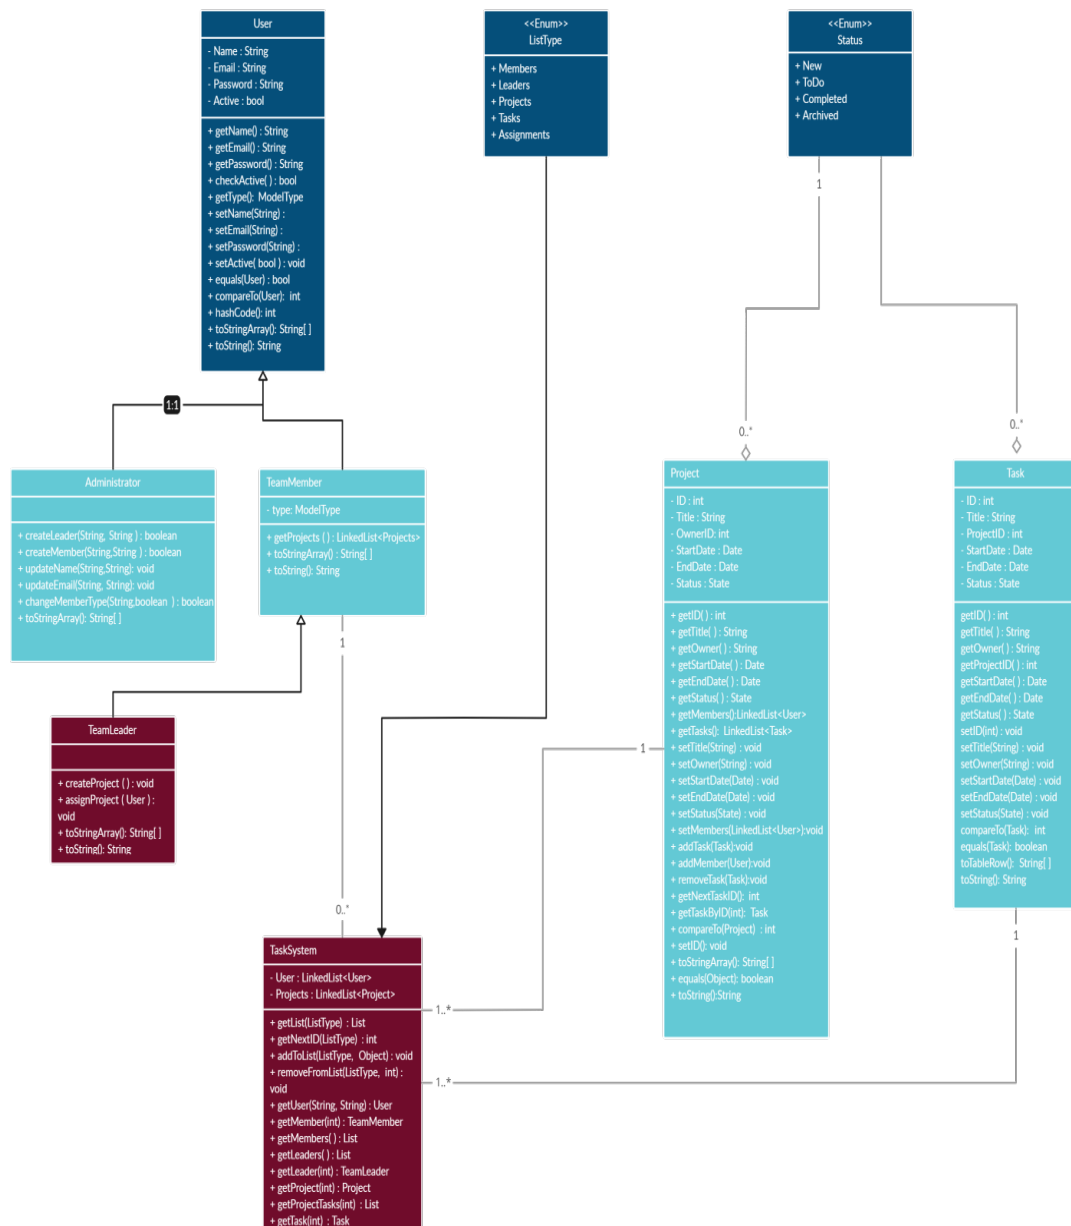 User
- Name : String
- Email : String
- Password : String
- Active : bool
+ getName() : String
+ getEmail() : String
+ getPassword() : String
+ checkActive( ) : bool
+ getType(): ModelType
+ setName(String) :
+ setEmail(String) :
+ setPassword(String) :
+ setActive( bool ) : void
+ equals(User) : bool
+ compareTo(User): int
+ hashCode(): int
+ toStringArray(): String[ ]
+ toString(): String
<<Enum>>
ListType
+ Members
+ Leaders
+ Projects
+ Tasks
+ Assignments
<<Enum>>
Status
+ New
+ ToDo
+ Completed
+ Archived
1
1:1
0..*
0..*
Administrator
+ createLeader(String, String ) : boolean
+ createMember(String,String ) : boolean
+ updateName(String,String): void
+ updateEmail(String, String): void
+ changeMemberType(String,boolean ) : boolean
+ toStringArray(): String[ ]
TeamMember
- type: ModelType
+ getProjects ( ) : LinkedList<Projects>
+ toStringArray() : String[ ]
+ toString(): String
1
0..*
TeamLeader
+ createProject ( ) : void
+ assignProject ( User ) :
void
+ toStringArray(): String[ ]
+ toString(): String
Project
- ID : int
- Title : String
- OwnerID: int
- StartDate : Date
- EndDate : Date
- Status : State
+ getID( ) : int
+ getTitle( ) : String
+ getOwner( ) : String
+ getStartDate( ) : Date
+ getEndDate( ) : Date
+ getStatus( ) : State
+ getMembers():LinkedList<User>
+ getTasks(): LinkedList<Task>
+ setTitle(String) : void
+ setOwner(String) : void
+ setStartDate(Date) : void
+ setEndDate(Date) : void
+ setStatus(State) : void
+ setMembers(LinkedList<User>):void
+ addTask(Task):void
+ addMember(User):void
+ removeTask(Task):void
+ getNextTaskID(): int
+ getTaskByID(int): Task
+ compareTo(Project) : int
+ setID(): void
+ toStringArray(): String[ ]
+ equals(Object): boolean
+ toString():String
Task
- ID : int
- Title : String
- ProjectID : int
- StartDate : Date
- EndDate : Date
- Status : State
getID( ) : int
getTitle( ) : String
getOwner( ) : String
getProjectID( ) : int
getStartDate( ) : Date
getEndDate( ) : Date
getStatus( ) : State
setID(int) : void
setTitle(String) : void
setOwner(String) : void
setStartDate(Date) : void
setEndDate(Date) : void
setStatus(State) : void
compareTo(Task): int
equals(Task): boolean
toTableRow(): String[ ]
toString(): String
1
1
TaskSystem
- User : LinkedList<User>
- Projects : LinkedList<Project>
+ getList(ListType) : List
+ getNextID(ListType) : int
+ addToList(ListType, Object) : void
+ removeFromList(ListType, int) :
void
+ getUser(String, String) : User
+ getMember(int) : TeamMember
+ getMembers( ) : List
+ getLeaders( ) : List
+ getLeader(int) : TeamLeader
+ getProject(int) : Project
+ getProjectTasks(int) : List
+ getTask(int) : Task
1..*
1..*